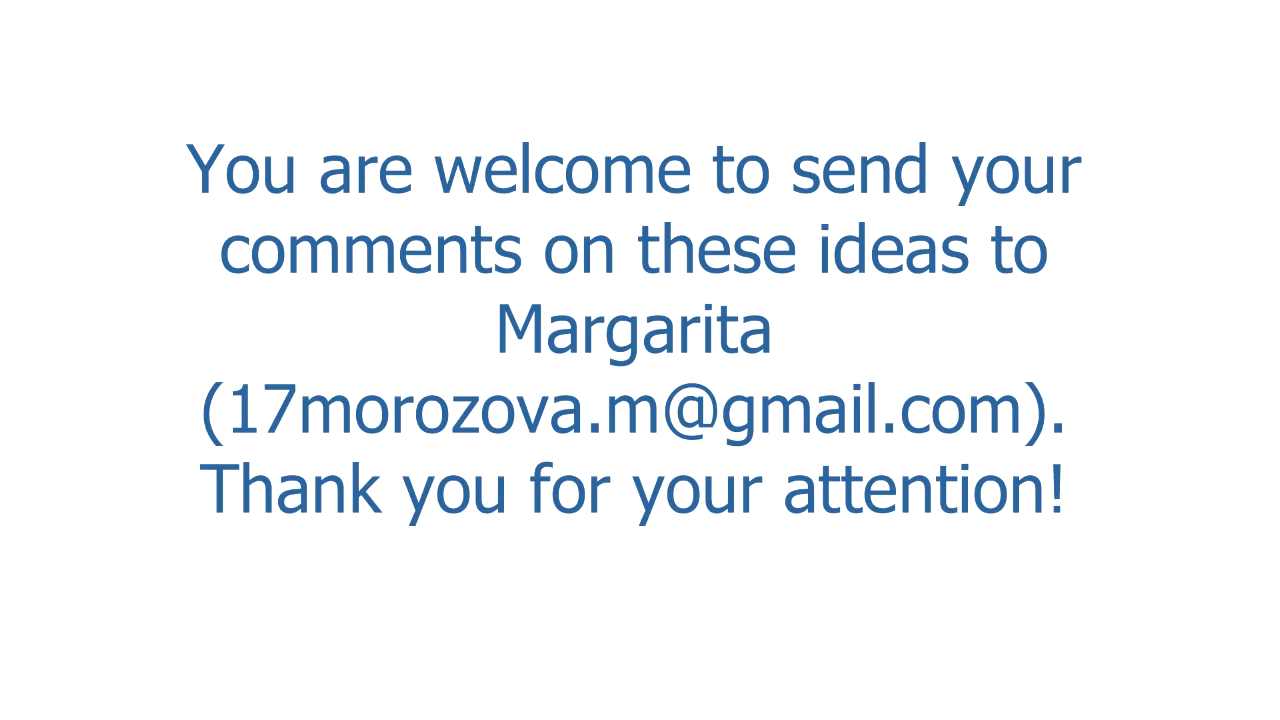 You are welcome to send your
comments on these ideas to
Margarita
(17morozova.m@gmail.com).
Thank you for your attention!